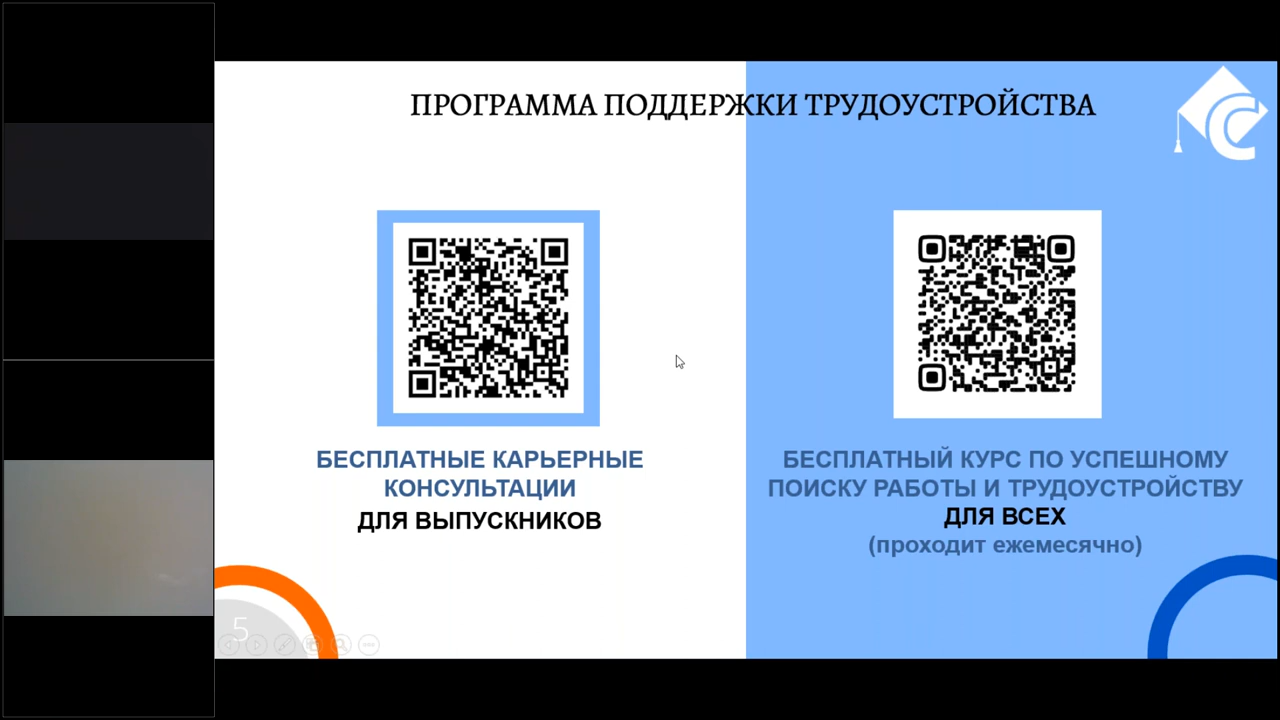 ПРОГРАММА ПОДДЕРЖКИ ТРУДОУСТРОЙСТВА
БЕСПЛАТНЫЕ КАРЬЕРНЫЕ
КОНСУЛЬТАЦИИ
ДЛЯ ВЫПУСКНИКОВ
БЕСПЛАТНЫЙ КУРС ПО УСПЕШНОМУ
ПОИСКУ РАБОТЫ И ТРУДОУСТРОЙСТВУ
ДЛЯ ВСЕХ
(проходит ежемесячно)
5